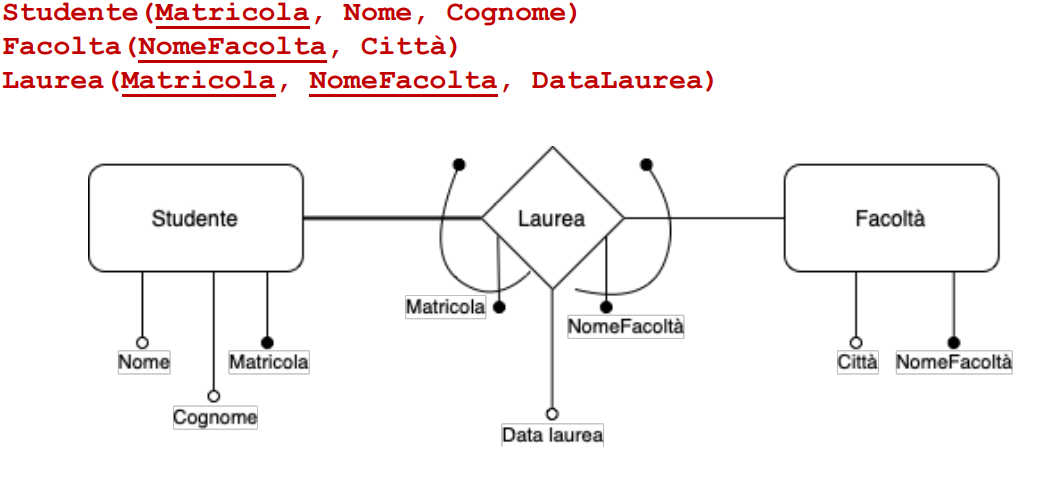 Studente(Matricola, Nome, Cognome)
Facolta(NomeFacolta, Città)
Laurea(Matricola, NomeFacolta, DataLaurea)
Studente
Laurea
Facoltà
Matricola
NomeFacoltà
Nome
Matricola
Città
NomeFacoltà
Cognome
Data laurea